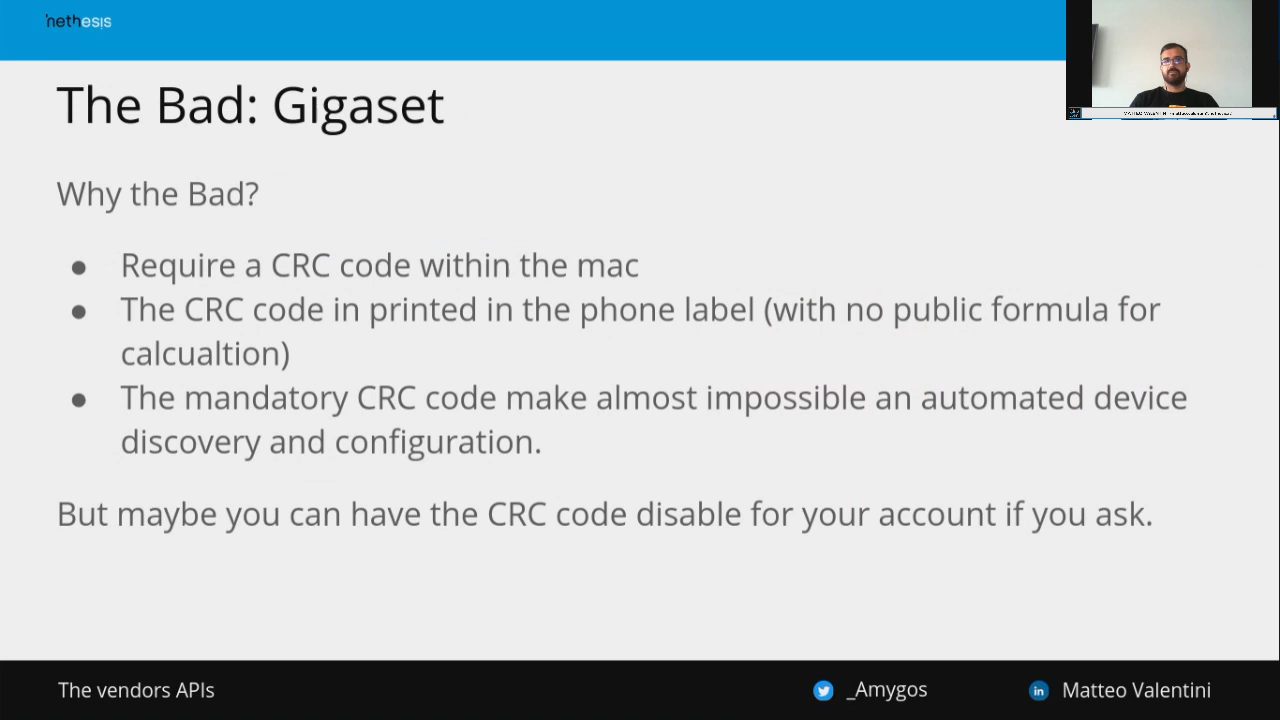 nethesis
The Bad: Gigaset
Why the Bad?
● Require a CRC code within the mac
● The CRC code in printed in the phone label (with no public formula for
calcualtion)
● The mandatory CRC code make almost impossible an automated device
discovery and configuration.
But maybe you can have the CRC code disable for your account if you ask.
The vendors APIs
_Amygos
in
Matteo Valentini